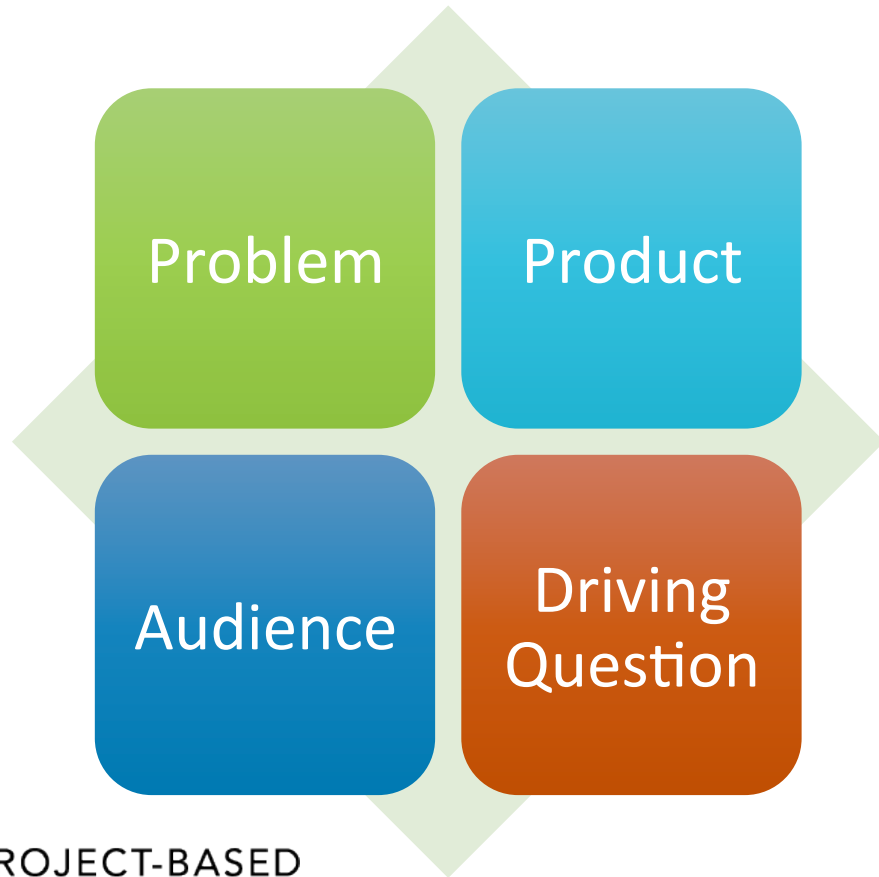 Problem
Product
Audience
Driving
Question
ROJECT-BASED